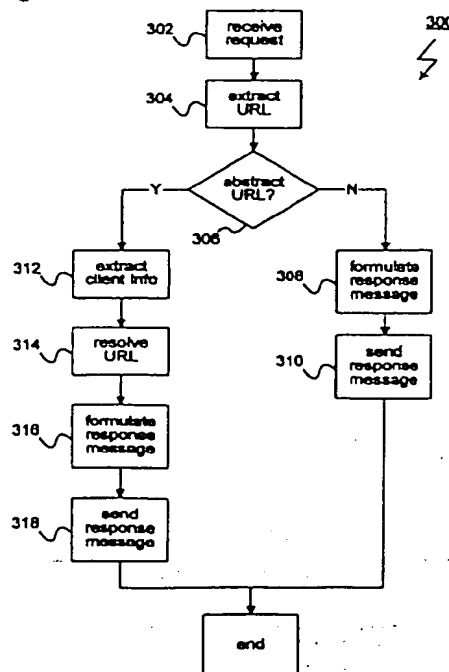 300
302
receive
request
304
extract
URL
abstract
URL?
306
Y
N
312
extract
client info
314
resolve
URL
316
formulate
response
message
318
send
response
message
308
formulate
response
message
310
send
response
message
end